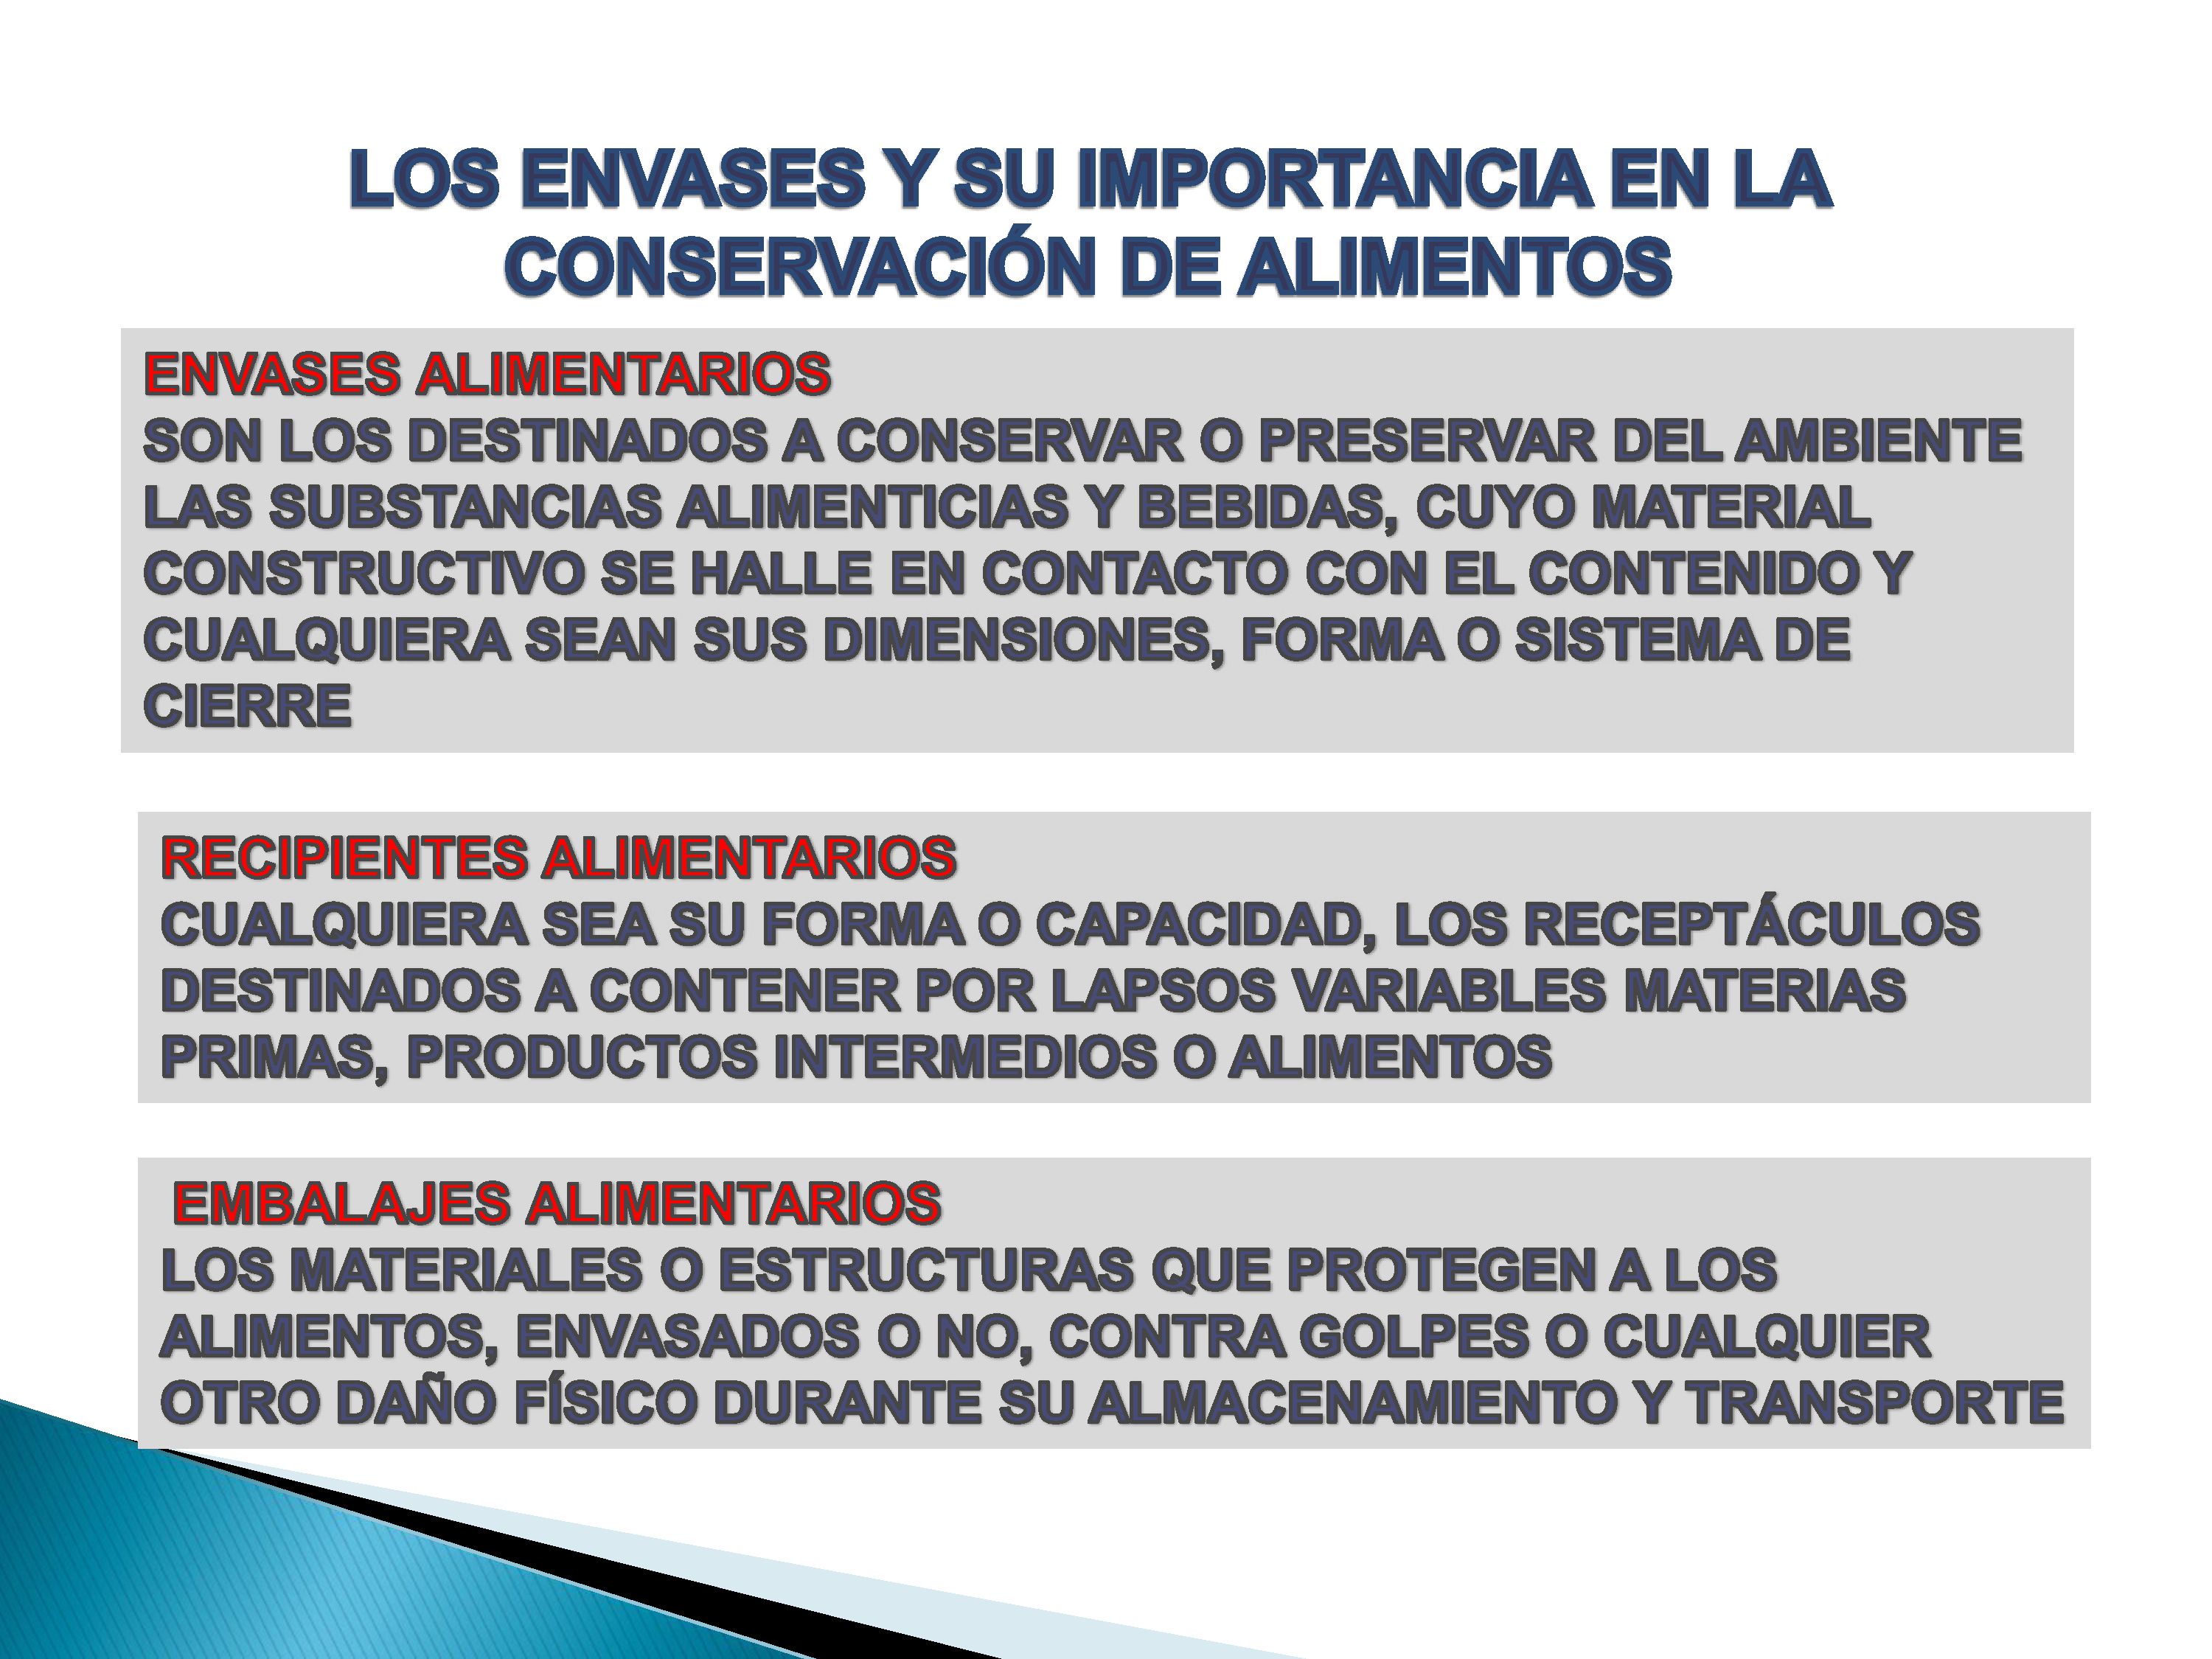 LOS ENVASES Y SU IMPORTANCIA EN LA
CONSERVACIÓN DE ALIMENTOS
ENVASES ALIMENTARIOS
SON LOS DESTINADOS A CONSERVAR O PRESERVAR DEL AMBIENTE
LAS SUBSTANCIAS ALIMENTICIAS Y BEBIDAS, CUYO MATERIAL
CONSTRUCTIVO SE HALLE EN CONTACTO CON EL CONTENIDO Y
CUALQUIERA SEAN SUS DIMENSIONES, FORMA O SISTEMA DE
CIERRE
RECIPIENTES ALIMENTARIOS
CUALQUIERA SEA SU FORMA O CAPACIDAD, LOS RECEPTÁCULOS
DESTINADOS A CONTENER POR LAPSOS VARIABLES MATERIAS
PRIMAS, PRODUCTOS INTERMEDIOS O ALIMENTOS
EMBALAJES ALIMENTARIOS
LOS MATERIALES O ESTRUCTURAS QUE PROTEGEN A LOS
ALIMENTOS, ENVASADOS O NO, CONTRA GOLPES O CUALQUIER
OTRO DAÑO FÍSICO DURANTE SU ALMACENAMIENTO Y TRANSPORTE